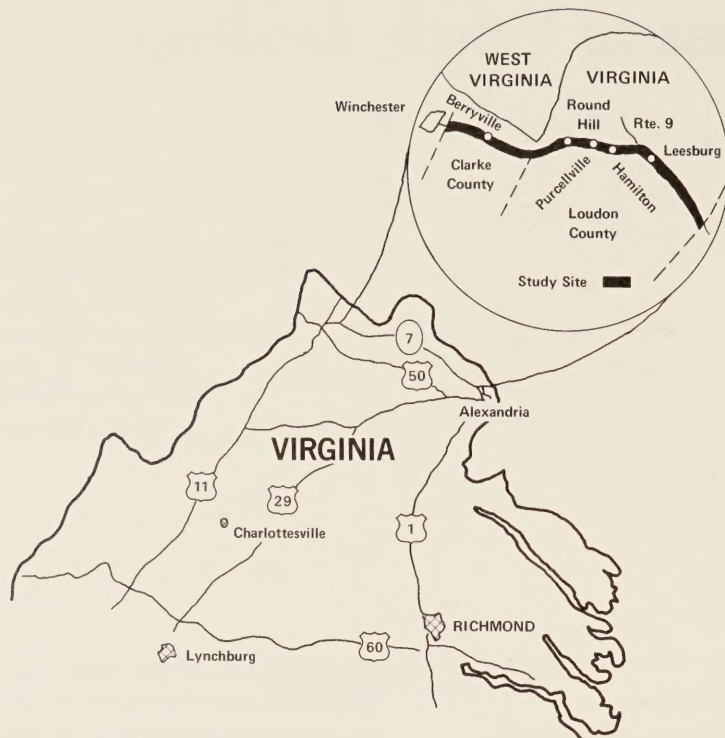 WEST
VIRGINIA
VIRGINIA
Winchester
Berryville
Round
Hill
Rte. 9
Leesburg
Clarke
County
Purcellville
Hamilton
Loudon
County
Study Site
7
50
Alexandria
VIRGINIA
11
29
1
Charlottesville
RICHMOND
60
Lynchburg